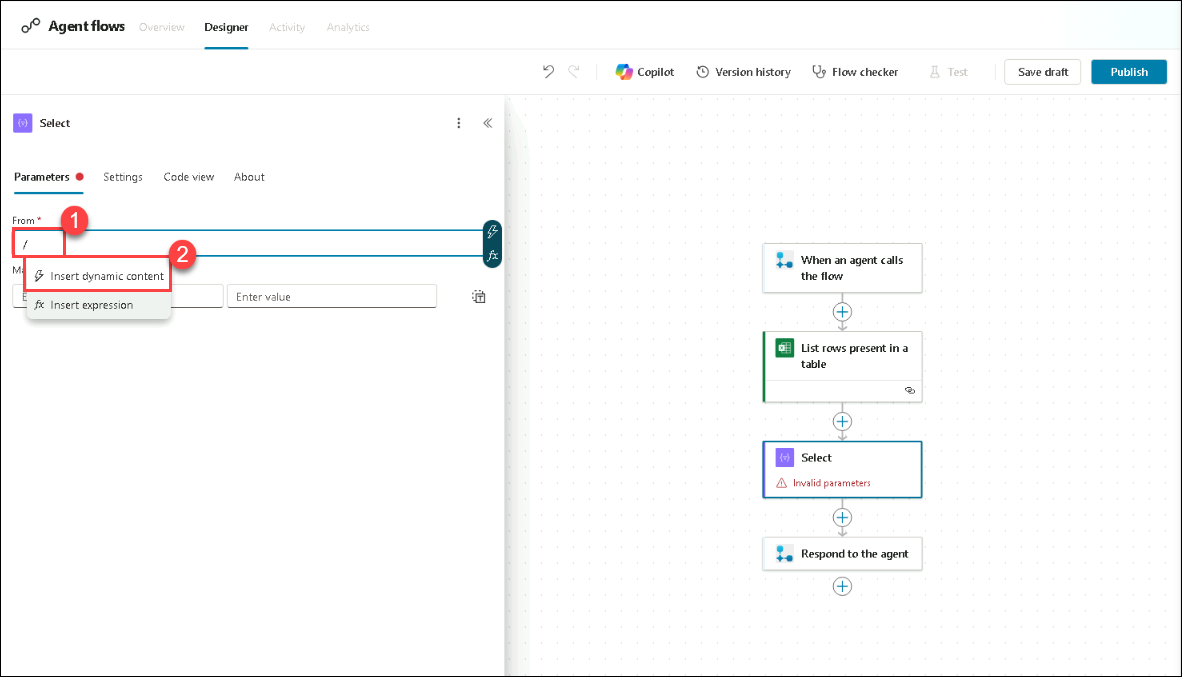 Agent flows Overview Designer Activity Analytics
Copilot Version history Flow checker Test Save draft Publish
Select
Parameters Settings Code view About
From *
1
/
2
Insert dynamic content
Enter value
fx Insert expression
fx
When an agent calls
the flow
List rows present in a
table
Select
Invalid parameters
Respond to the agent